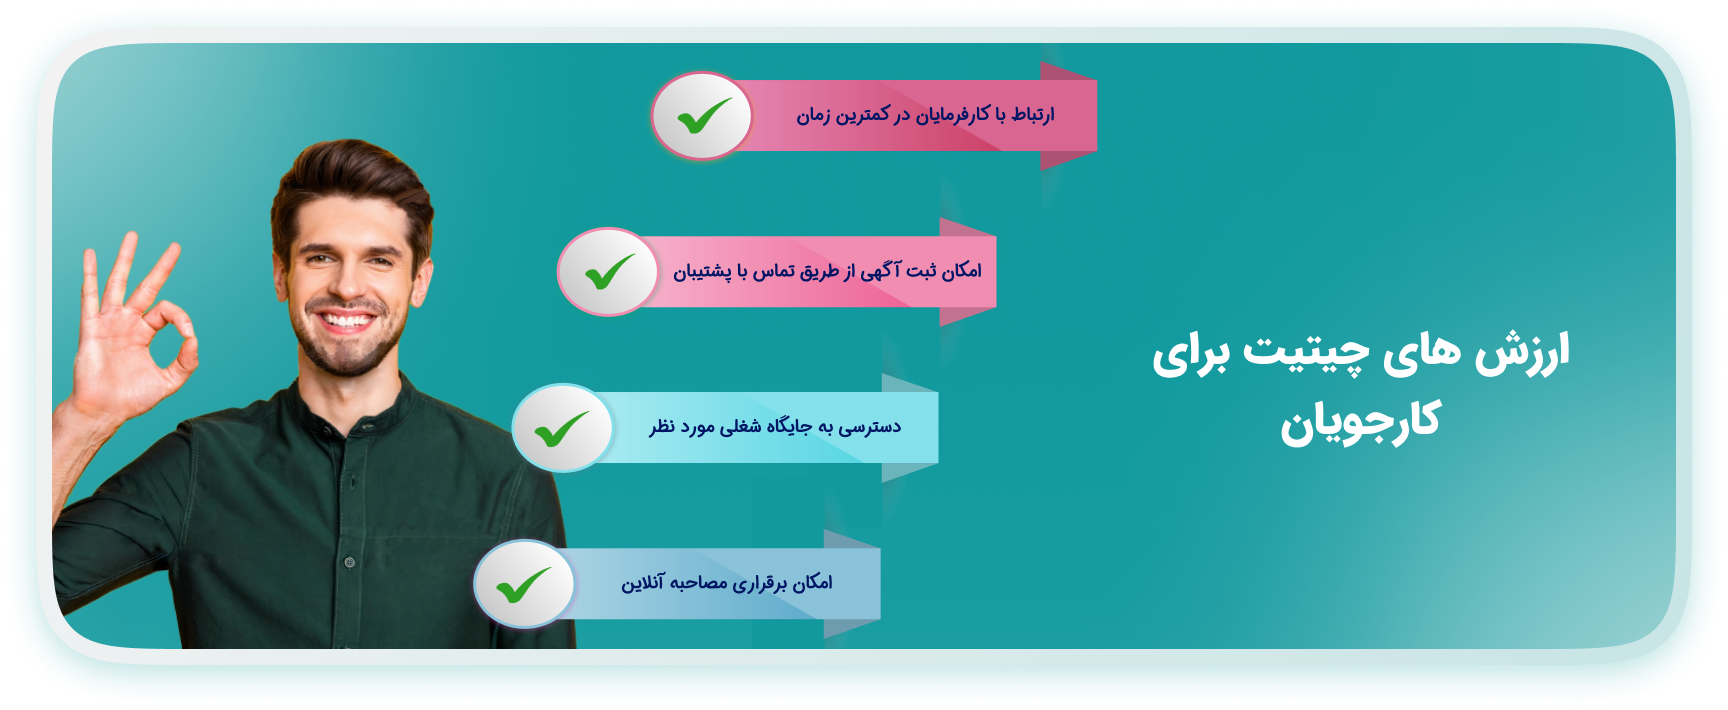 ارتباط با کارفرمایان در کمترین زمان
امکان ثبت آگهی از طریق تماس با پشتیبان
دسترسی به جایگاه شغلی مورد نظر
امکان برقراری مصاحبه آنلاین
ارزش های چیتیت برای
کارجویان